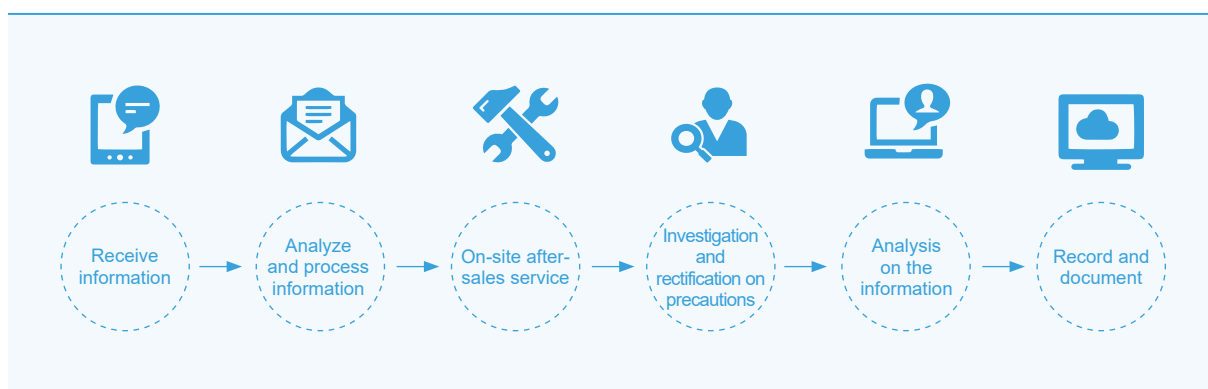 Receive
information
Analyze
and process
information
On-site after-
sales service
Investigation
and
rectification on
precautions
Analysis
on the
information
Record and
document